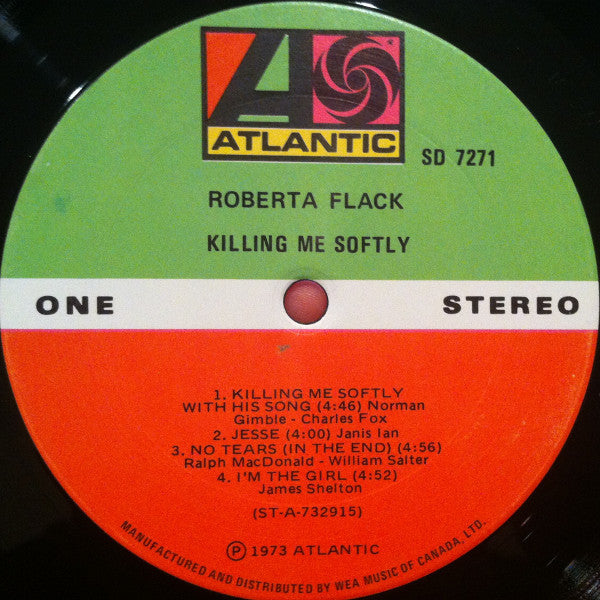 ATLANTIC
SD 7271
ROBERTA FLACK
KILLING ME SOFTLY
ONE
STEREO
1. KILLING ME SOFTLY
WITH HIS SONG (4:46) Norman
Gimble - Charles Fox
2. JESSE (4:00) Janis Ian
3. NO TEARS (IN THE END) (4:56)
Ralph MacDonald - William Salter
4. I'M THE GIRL (4:52)
James Shelton
(ST-A-732915)
Ⓟ 1973 ATLANTIC
MANUFACTURED AND DISTRIBUTED BY WEA MUSIC OF CANADA, LTD.